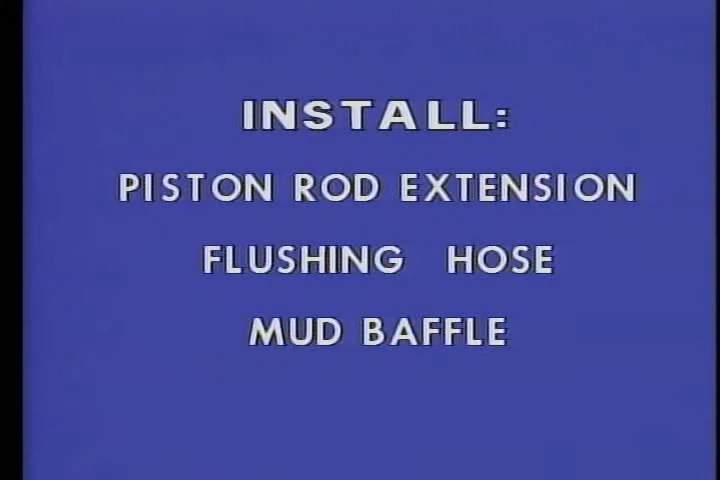 INSTALL:
PISTON ROD EXTENSION
FLUSHING HOSE
MUD BAFFLE